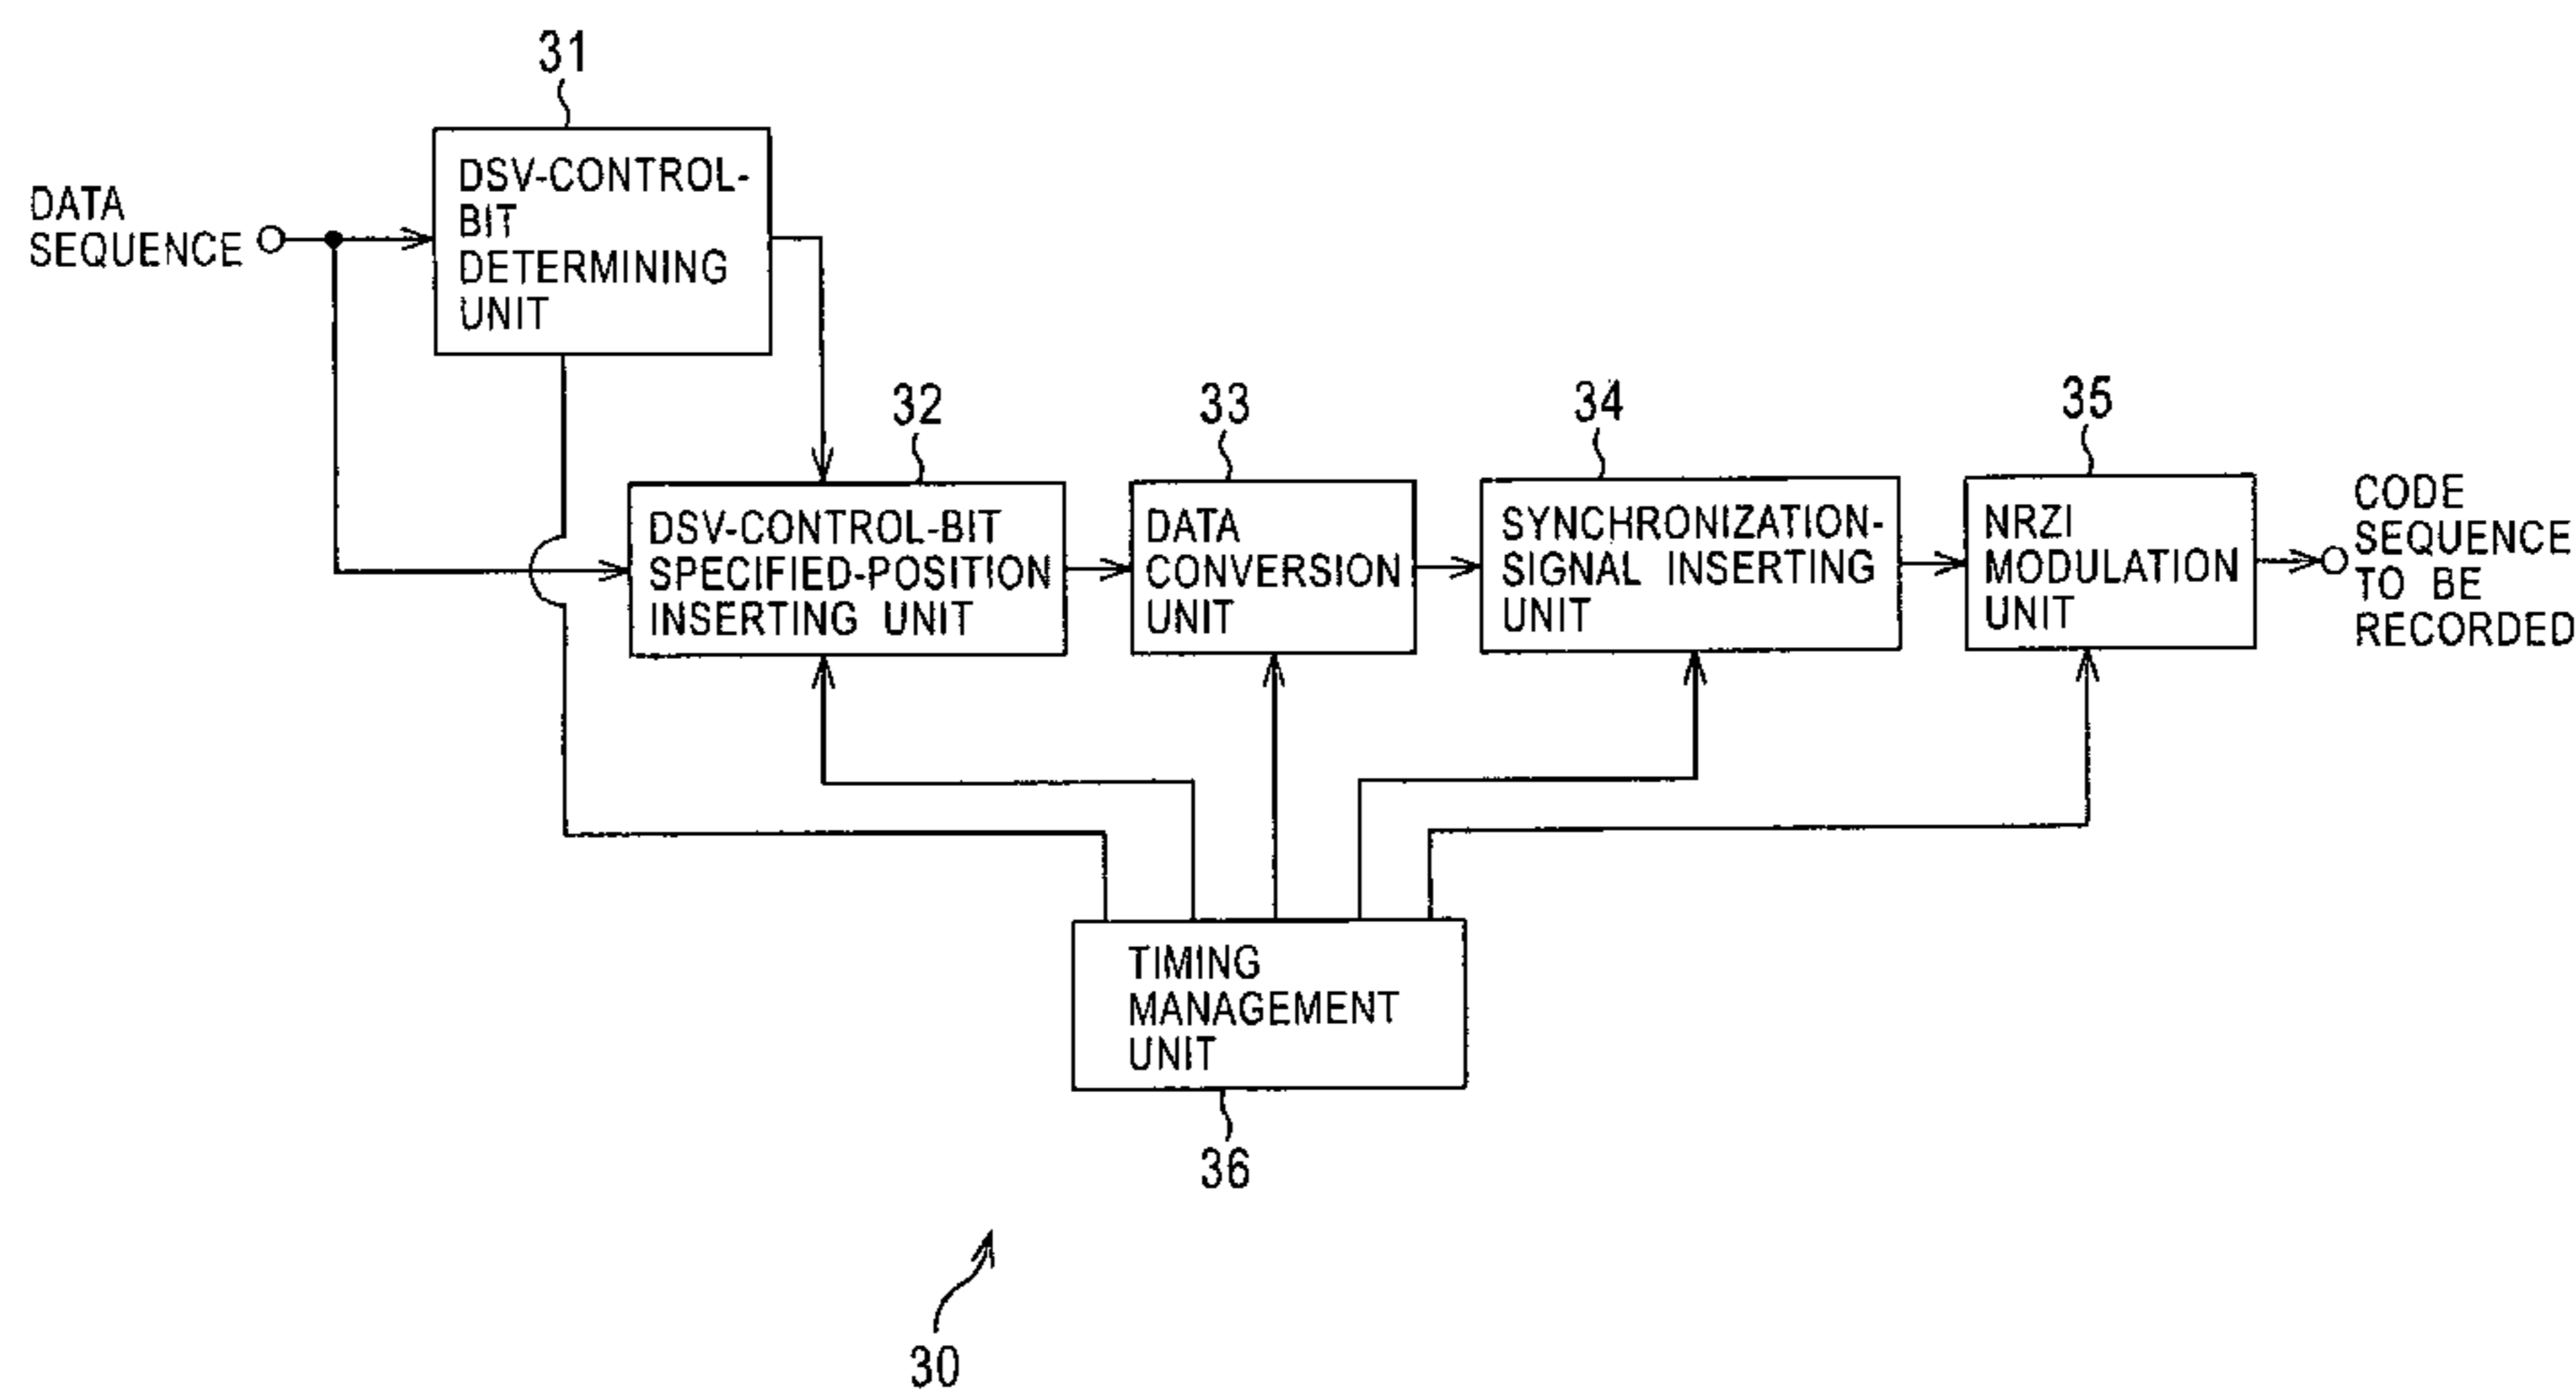 31
DATA
SEQUENCE
DSV-CONTROL-
BIT
DETERMINING
UNIT
32
DSV-CONTROL-BIT
SPECIFIED-POSITION
INSERTING UNIT
33
DATA
CONVERSION
UNIT
34
SYNCHRONIZATION-
SIGNAL INSERTING
UNIT
35
NRZI
MODULATION
UNIT
CODE
SEQUENCE
TO BE
RECORDED
TIMING
MANAGEMENT
UNIT
36
30